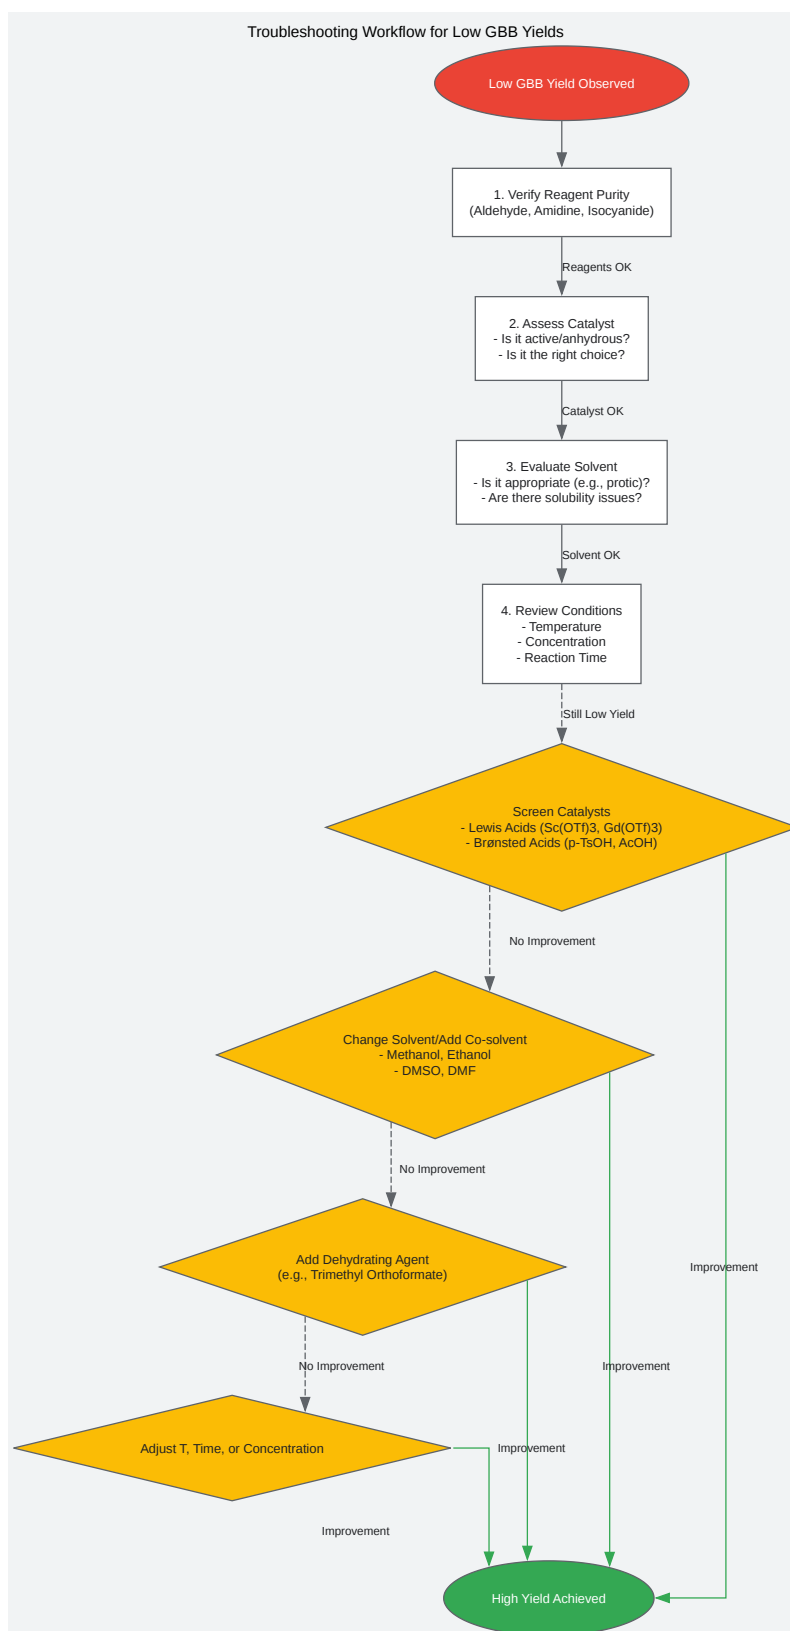 Troubleshooting Workflow for Low GBB Yields
Low GBB Yield Observed
1. Verify Reagent Purity
(Aldehyde, Amidine, Isocyanide)
Reagents OK
2. Assess Catalyst
- Is it active/anhydrous?
- Is it the right choice?
Catalyst OK
3. Evaluate Solvent
- Is it appropriate (e.g., protic)?
- Are there solubility issues?
Solvent OK
4. Review Conditions
- Temperature
- Concentration
- Reaction Time
Still Low Yield
Screen Catalysts
- Lewis Acids (Sc(OTf)3, Gd(OTf)3)
- Brønsted Acids (p-TsOH, AcOH)
No Improvement
Change Solvent/Add Co-solvent
- Methanol, Ethanol
- DMSO, DMF
No Improvement
Add Dehydrating Agent
(e.g., Trimethyl Orthoformate)
Improvement
No Improvement
Improvement
Adjust T, Time, or Concentration
Improvement
Improvement
High Yield Achieved